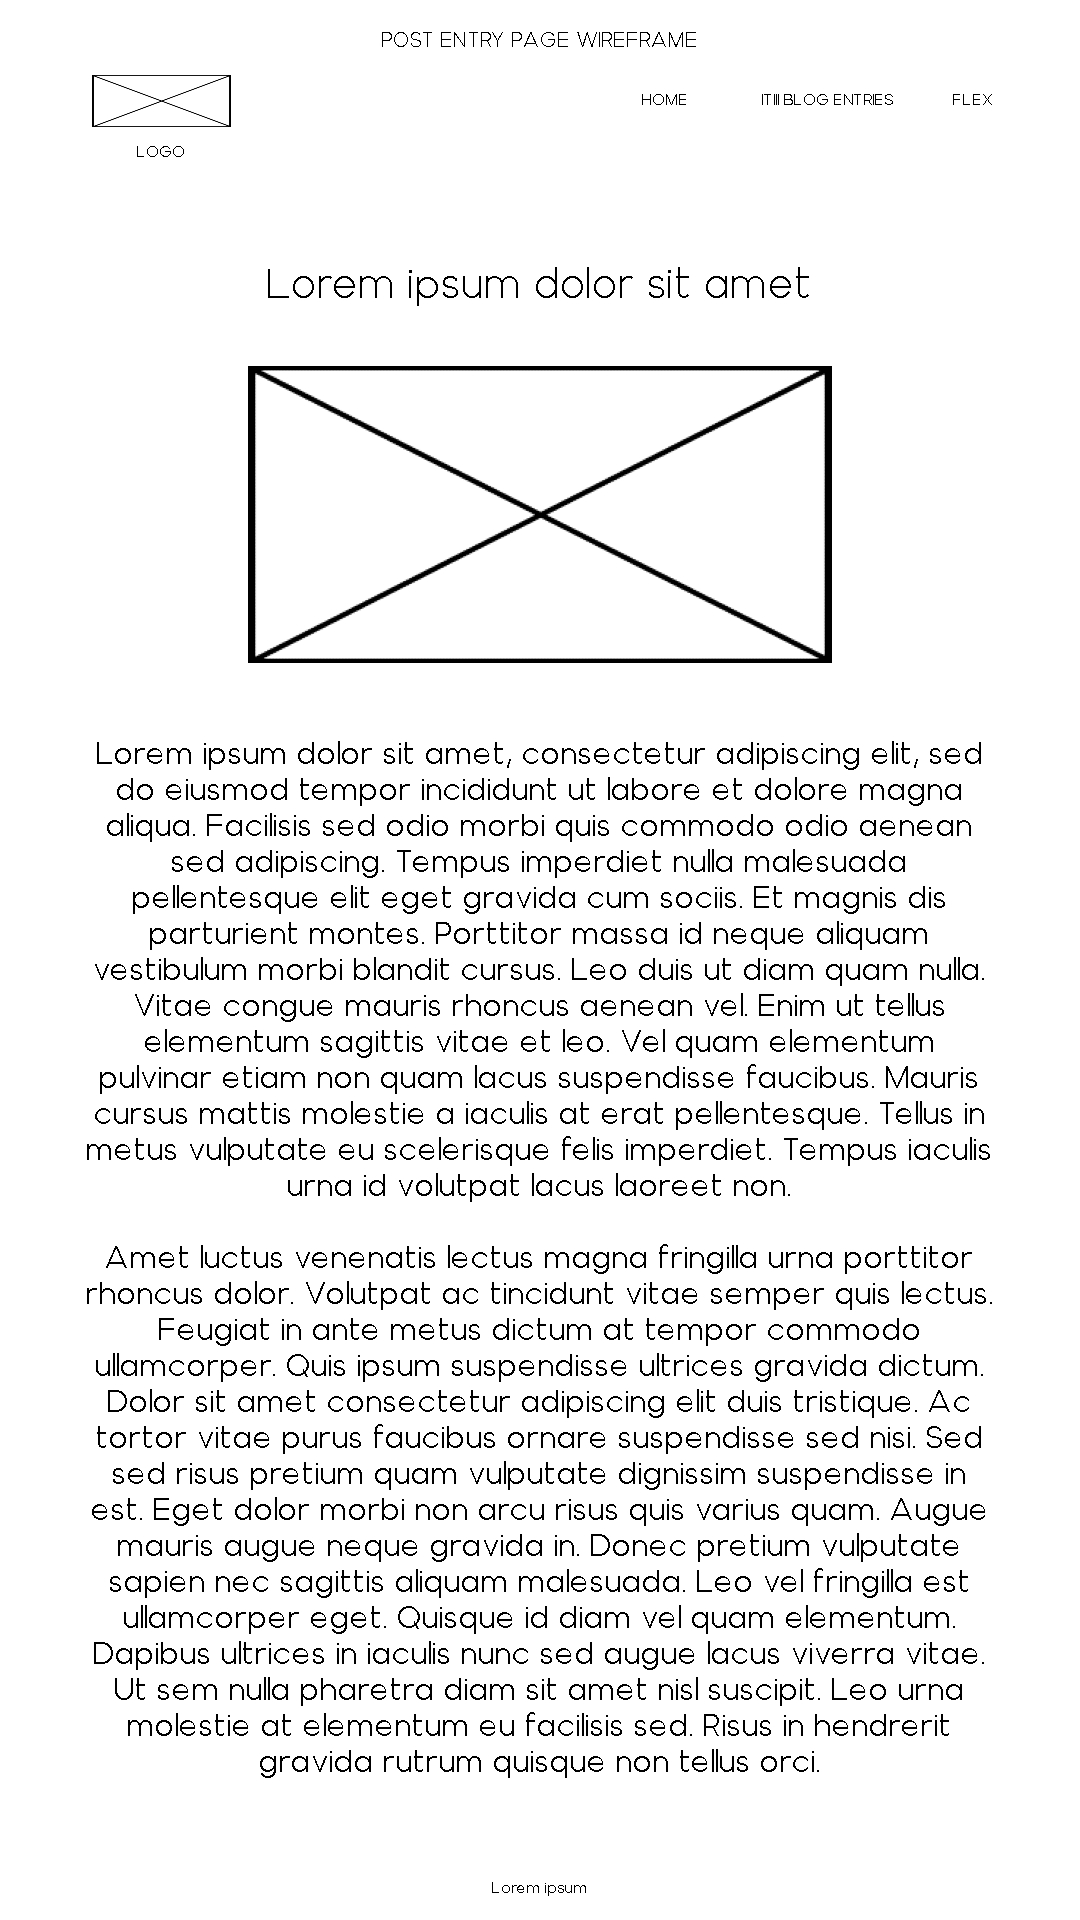 POST ENTRY PAGE WIREFRAME
HOME ITIII BLOG ENTRIES FLEX
LOGO
Lorem ipsum dolor sit amet
Lorem ipsum dolor sit amet, consectetur adipiscing elit, sed
do eiusmod tempor incididunt ut labore et dolore magna
aliqua. Facilisis sed odio morbi quis commodo odio aenean
sed adipiscing. Tempus imperdiet nulla malesuada
pellentesque elit eget gravida cum sociis. Et magnis dis
parturient montes. Porttitor massa id neque aliquam
vestibulum morbi blandit cursus. Leo duis ut diam quam nulla.
Vitae congue mauris rhoncus aenean vel. Enim ut tellus
elementum sagittis vitae et leo. Vel quam elementum
pulvinar etiam non quam lacus suspendisse faucibus. Mauris
cursus mattis molestie a iaculis at erat pellentesque. Tellus in
metus vulputate eu scelerisque felis imperdiet. Tempus iaculis
urna id volutpat lacus laoreet non.
Amet luctus venenatis lectus magna fringilla urna porttitor
rhoncus dolor. Volutpat ac tincidunt vitae semper quis lectus.
Feugiat in ante metus dictum at tempor commodo
ullamcorper. Quis ipsum suspendisse ultrices gravida dictum.
Dolor sit amet consectetur adipiscing elit duis tristique. Ac
tortor vitae purus faucibus ornare suspendisse sed nisi. Sed
sed risus pretium quam vulputate dignissim suspendisse in
est. Eget dolor morbi non arcu risus quis varius quam. Augue
mauris augue neque gravida in. Donec pretium vulputate
sapien nec sagittis aliquam malesuada. Leo vel fringilla est
ullamcorper eget. Quisque id diam vel quam elementum.
Dapibus ultrices in iaculis nunc sed augue lacus viverra vitae.
Ut sem nulla pharetra diam sit amet nisl suscipit. Leo urna
molestie at elementum eu facilisis sed. Risus in hendrerit
gravida rutrum quisque non tellus orci.
Lorem ipsum